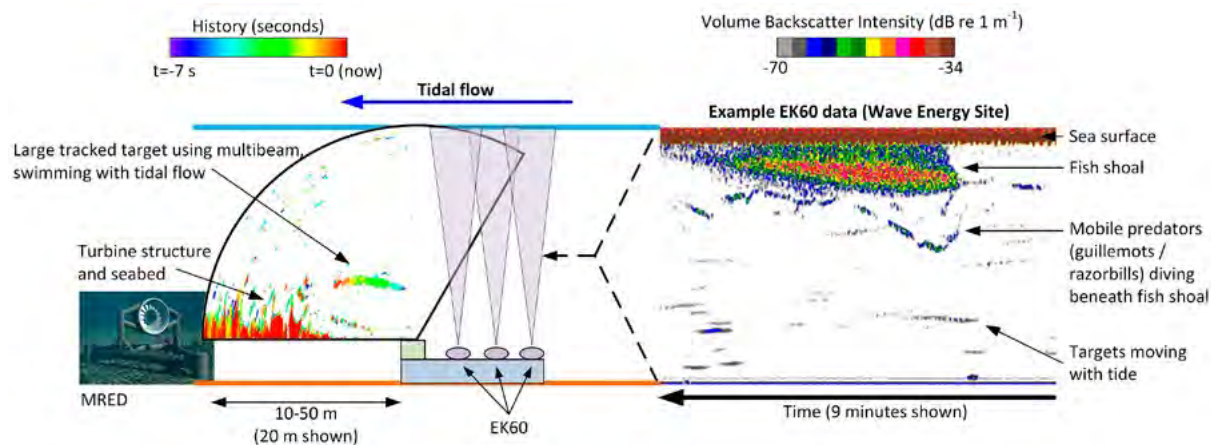 History (seconds)
t=-7 s
t=0 (now)
Volume Backscatter Intensity (dB re 1 m⁻¹)
-70
-34
Tidal flow
Example EK60 data (Wave Energy Site)
Large tracked target using multibeam,
swimming with tidal flow
Turbine structure
and seabed
MRED
10-50 m
(20 m shown)
EK60
Sea surface
Fish shoal
Mobile predators
(guillemots /
razorbills) diving
beneath fish shoal
Targets moving
with tide
Time (9 minutes shown)